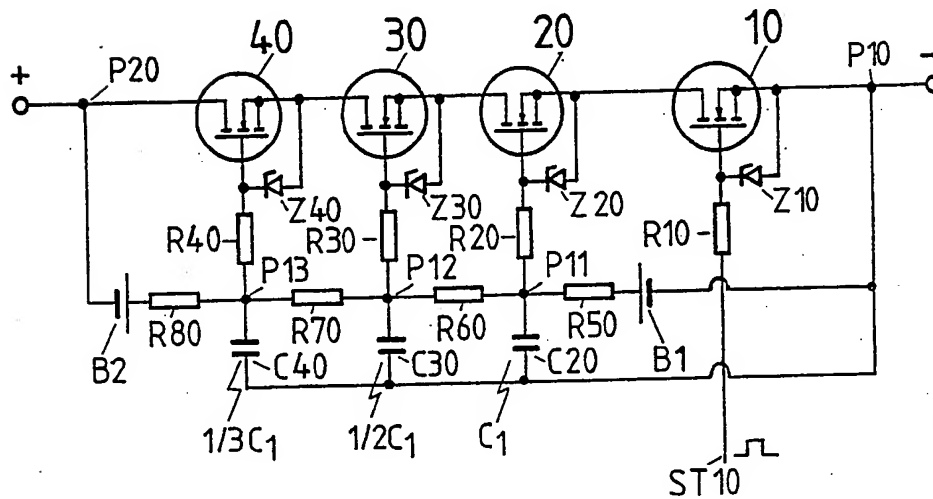 40 30 20 10
+ P20 P10 -
Z40 Z30 Z20 Z10
R40 R30 R20 R10
P13 P12 P11
R80 R70 R60 R50
B2 C40 C30 C20 B1
1/3C1 1/2C1 C1
ST10